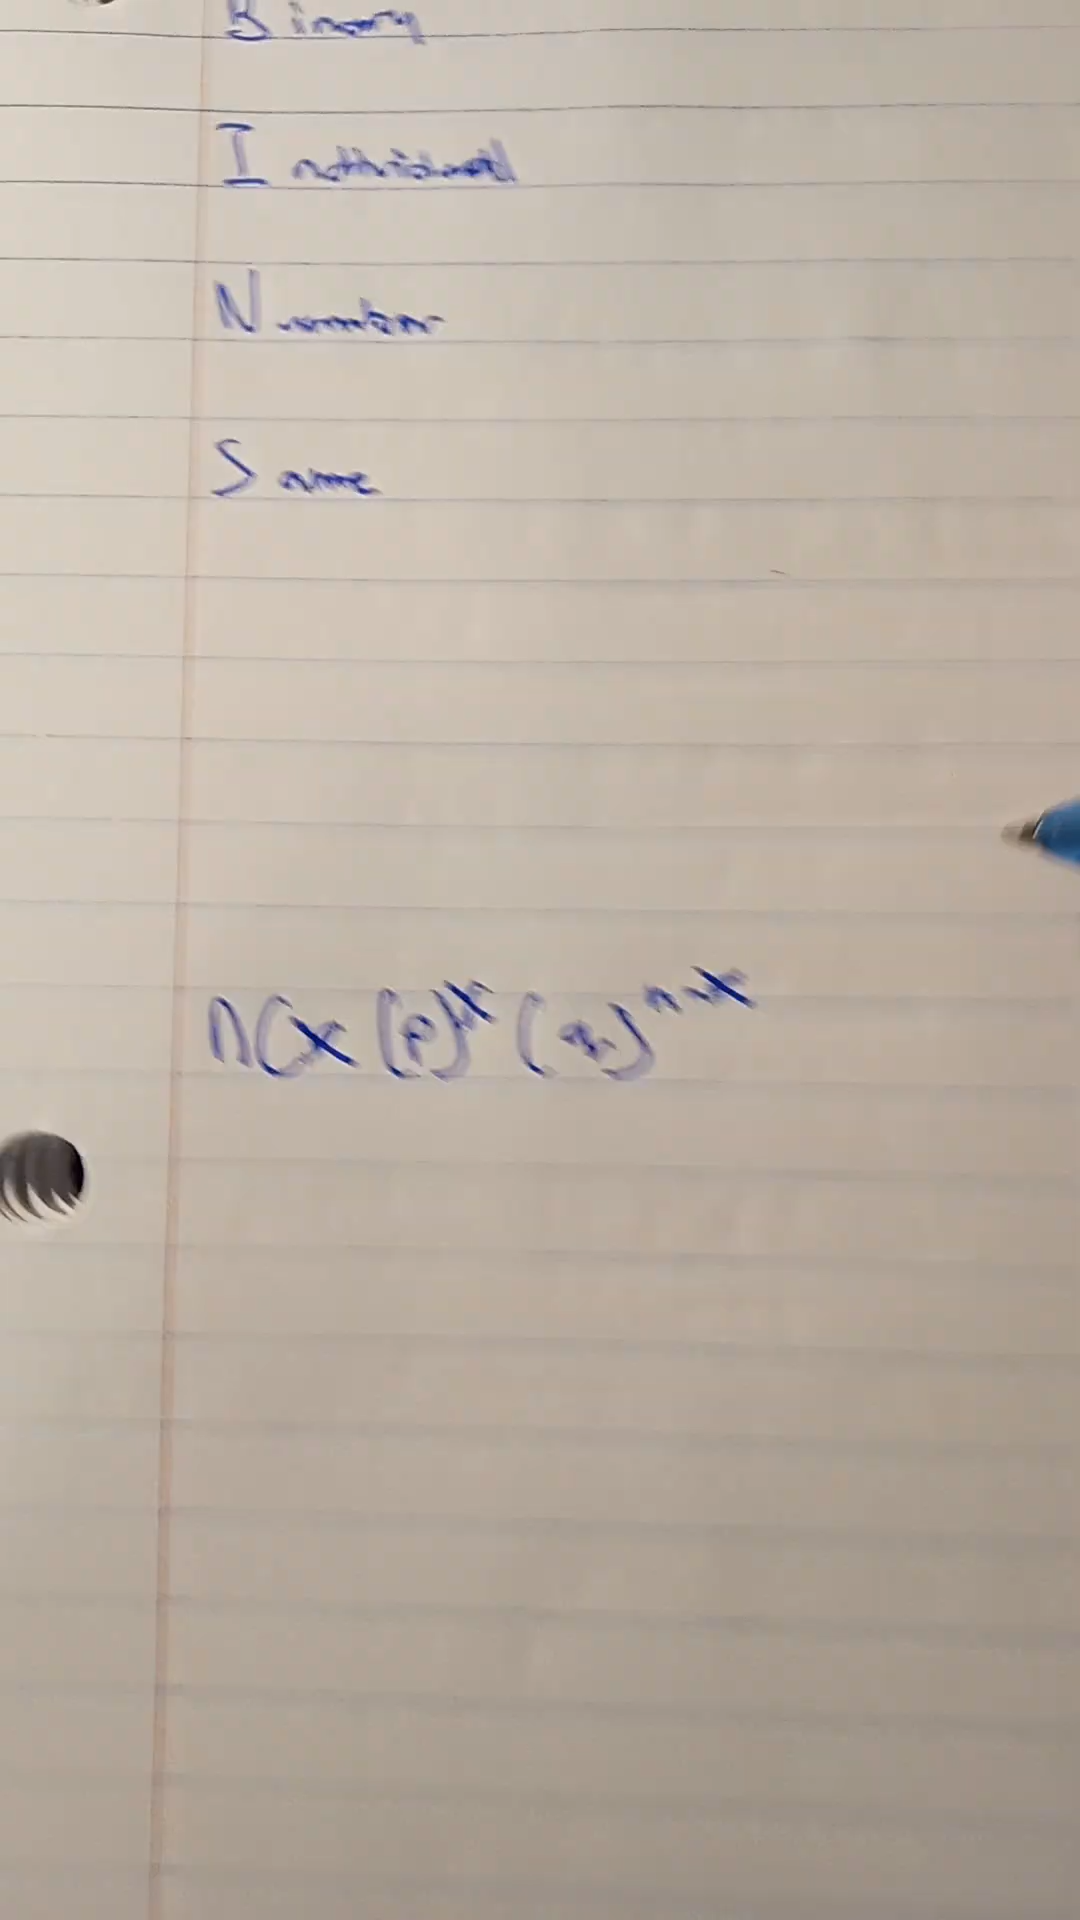 Binary
Individual
Number
Same
nCx (p)^x (q)^n-x